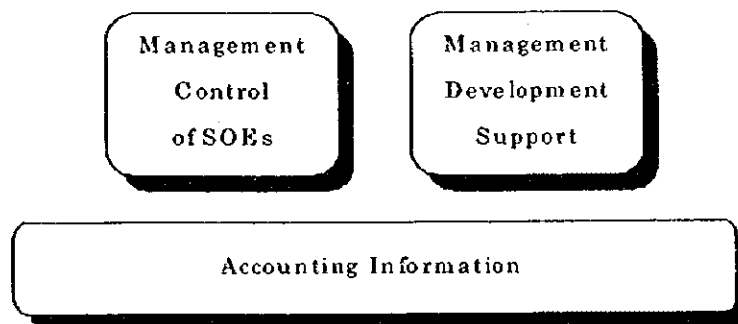 Management
Control
of SOEs
Management
Development
Support
Accounting Information